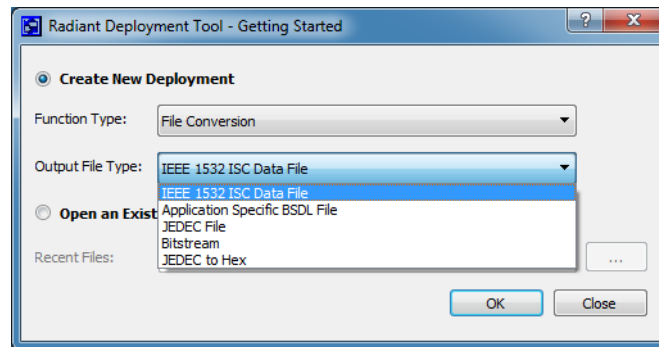 Radiant Deployment Tool - Getting Started
Create New Deployment
Function Type: File Conversion
Output File Type: IEEE 1532 ISC Data File
IEEE 1532 ISC Data File
Application Specific BSDL File
JEDEC File
Bitstream
JEDEC to Hex
Open an Exist
Recent Files: ...
OK Close